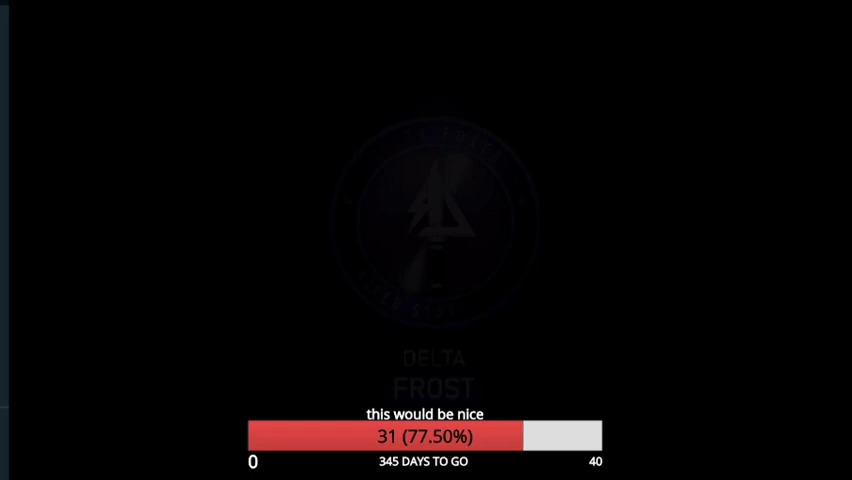 DELTA
FROST
this would be nice
31 (77.50%)
0
345 DAYS TO GO
40